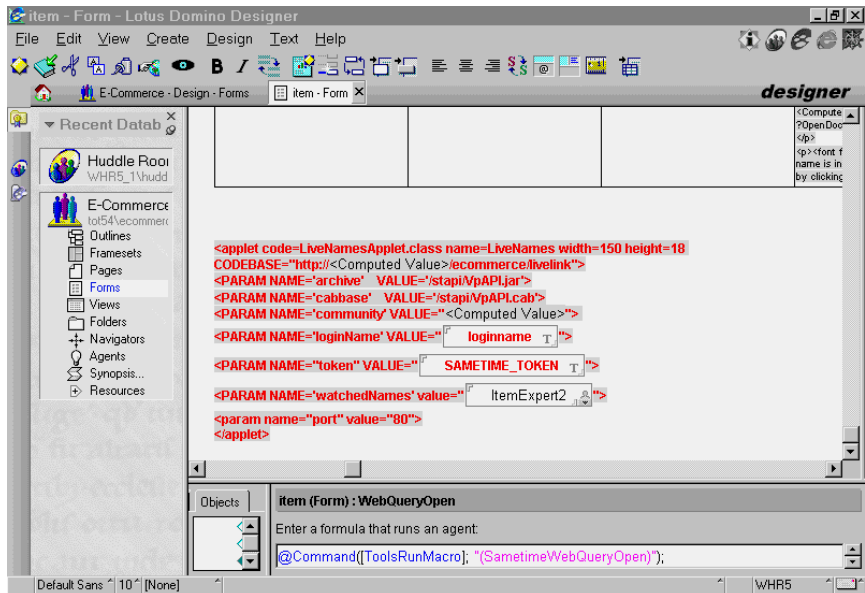 item - Form - Lotus Domino Designer
File Edit View Create Design Text Help
B I
E-Commerce - Design - Forms item - Form X
designer
Recent Datab
Huddle Rooi
WHR5_1\hudd
E-Commerce
tot54\ecommerc
Outlines
Framesets
Pages
Forms
Views
Folders
Navigators
Agents
Synopsis...
Resources
<Compute
?OpenDoc
</p>
<p><font f
name is in
by clicking
<applet code=LiveNamesApplet.class name=LiveNames width=150 height=18
CODEBASE="http://<Computed Value>/ecommerce/livelink">
<PARAM NAME='archive' VALUE='/stapi/VpAPI.jar'>
<PARAM NAME='cabbase' VALUE='/stapi/VpAPI.cab'>
<PARAM NAME='community' VALUE="<Computed Value>">
<PARAM NAME='loginName' VALUE=" loginname T ">
<PARAM NAME="token" VALUE=" SAMETIME_TOKEN T ">
<PARAM NAME='watchedNames' value=" ItemExpert2 ">
<param name="port" value="80">
</applet>
Objects
item (Form) : WebQueryOpen
Enter a formula that runs an agent:
@Command([ToolsRunMacro]; "(SametimeWebQueryOpen)");
Default Sans 10 [None] WHR5